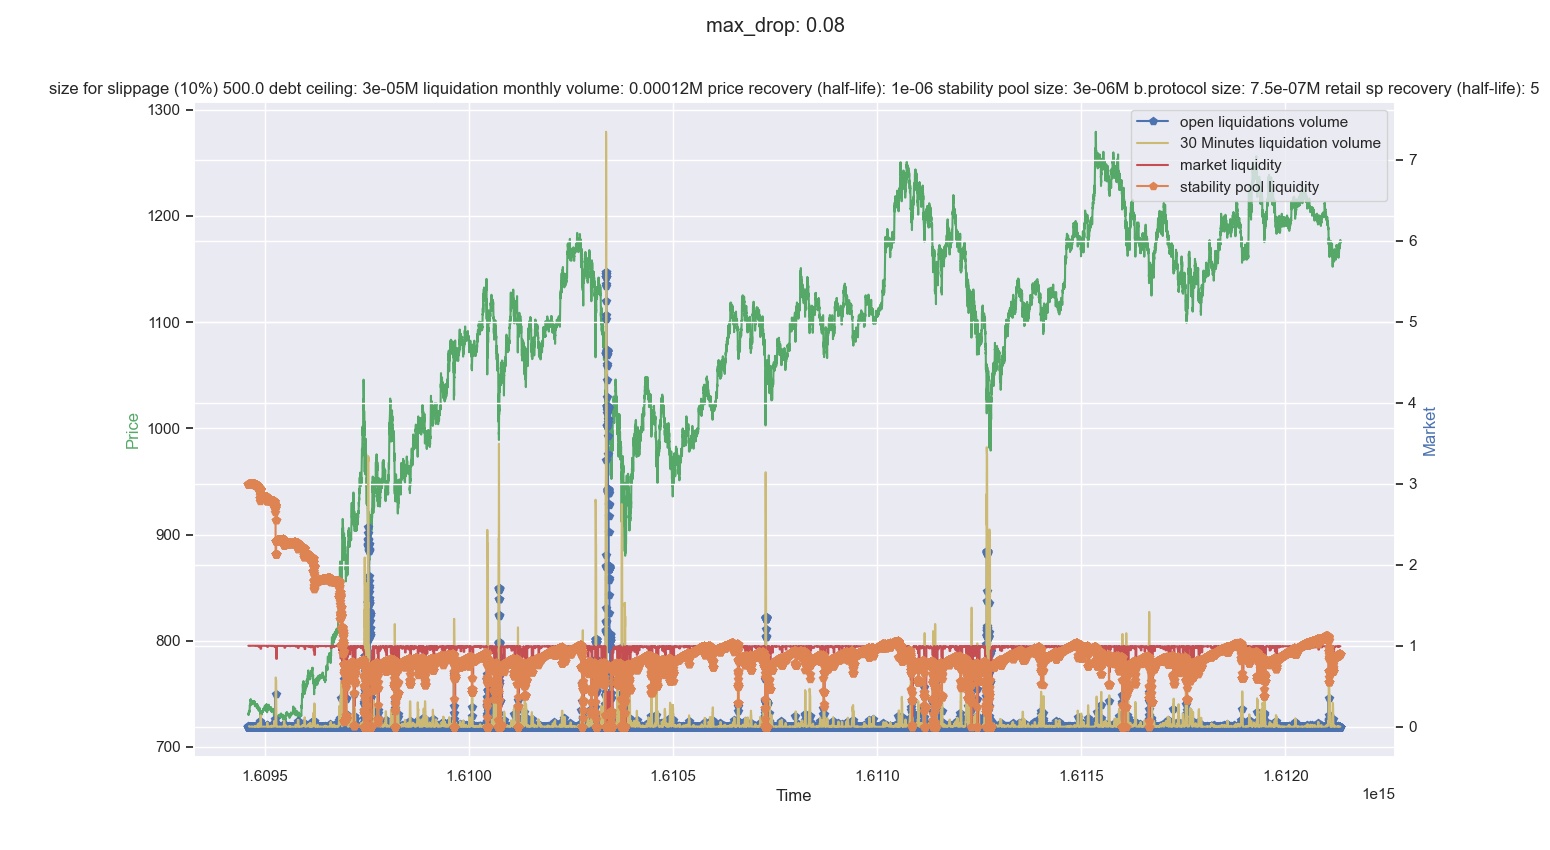 max_drop: 0.08
size for slippage (10%) 500.0 debt ceiling: 3e-05M liquidation monthly volume: 0.00012M price recovery (half-life): 1e-06 stability pool size: 3e-06M b.protocol size: 7.5e-07M retail sp recovery (half-life): 5
open liquidations volume
30 Minutes liquidation volume
market liquidity
stability pool liquidity
1300
1200
1100
1000
900
800
700
Price
7
6
5
4
3
2
1
0
Market
1.6095 1.6100 1.6105 1.6110 1.6115 1.6120
1e15
Time